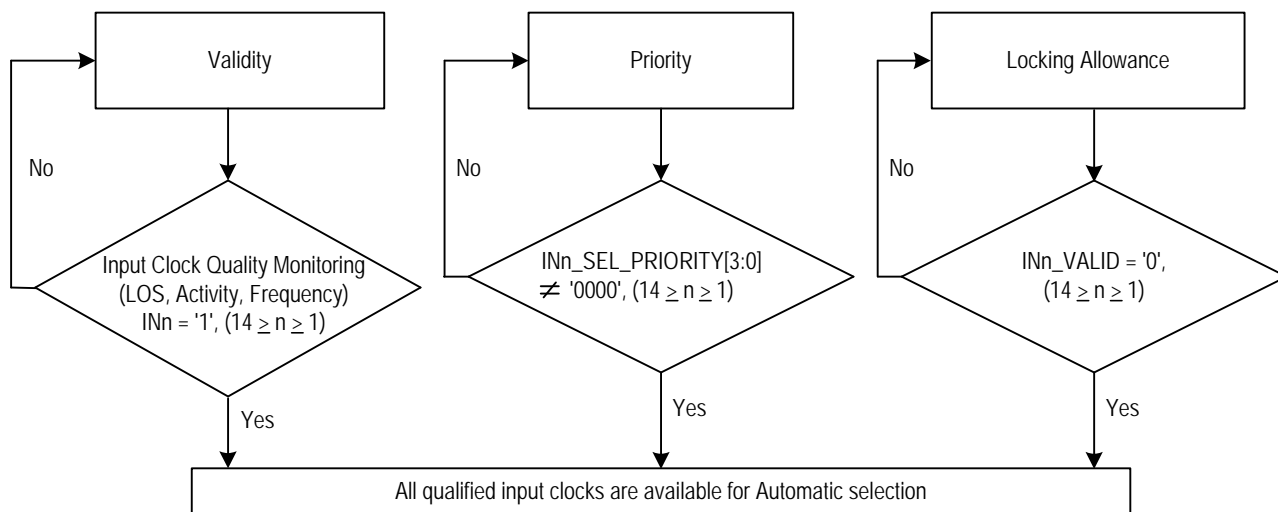 Validity
Priority
Locking Allowance
No
No
No
Input Clock Quality Monitoring
(LOS, Activity, Frequency)
INn = '1', (14 ≥ n ≥ 1)
INn_SEL_PRIORITY[3:0]
≠ '0000', (14 ≥ n ≥ 1)
INn_VALID = '0',
(14 ≥ n ≥ 1)
Yes
Yes
Yes
All qualified input clocks are available for Automatic selection